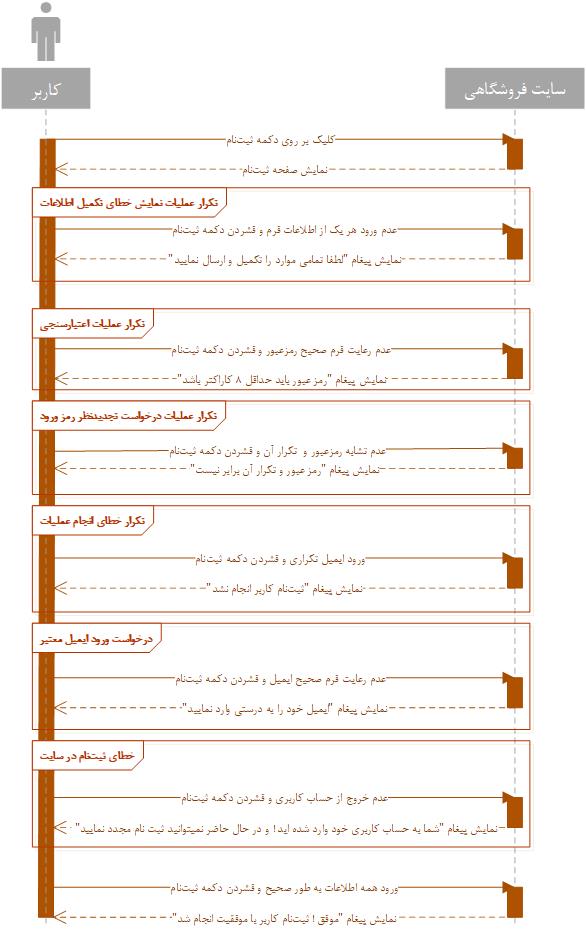 کاربر
سایت فروشگاهی
کلیک بر روی دکمه ثبت‌نام
نمایش صفحه ثبت‌نام
تکرار عملیات نمایش خطای تکمیل اطلاعات
عدم ورود هر یک از اطلاعات فرم و فشردن دکمه ثبت‌نام
نمایش پیغام "لطفا تمامی موارد را تکمیل و ارسال نمایید"
تکرار عملیات اعتبارسنجی
عدم رعایت فرم صحیح رمزعبور و فشردن دکمه ثبت‌نام
نمایش پیغام "رمز عبور باید حداقل ۸ کاراکتر باشد"
تکرار عملیات درخواست تجدیدنظر رمز ورود
عدم تشابه رمزعبور و تکرار آن و فشردن دکمه ثبت‌نام
نمایش پیغام "رمز عبور و تکرار آن برابر نیست"
تکرار خطای انجام عملیات
ورود ایمیل تکراری و فشردن دکمه ثبت‌نام
نمایش پیغام "ثبت‌نام کاربر انجام نشد"
درخواست ورود ایمیل معتبر
عدم رعایت فرم صحیح ایمیل و فشردن دکمه ثبت‌نام
نمایش پیغام "ایمیل خود را به درستی وارد نمایید"
خطای ثبت‌نام در سایت
عدم خروج از حساب کاربری و فشردن دکمه ثبت‌نام
نمایش پیغام "شما به حساب کاربری خود وارد شده اید! و در حال حاضر نمیتوانید ثبت نام مجدد نمایید"
ورود همه اطلاعات به طور صحیح و فشردن دکمه ثبت‌نام
نمایش پیغام "موفق ! ثبت‌نام کاربر با موفقیت انجام شد"